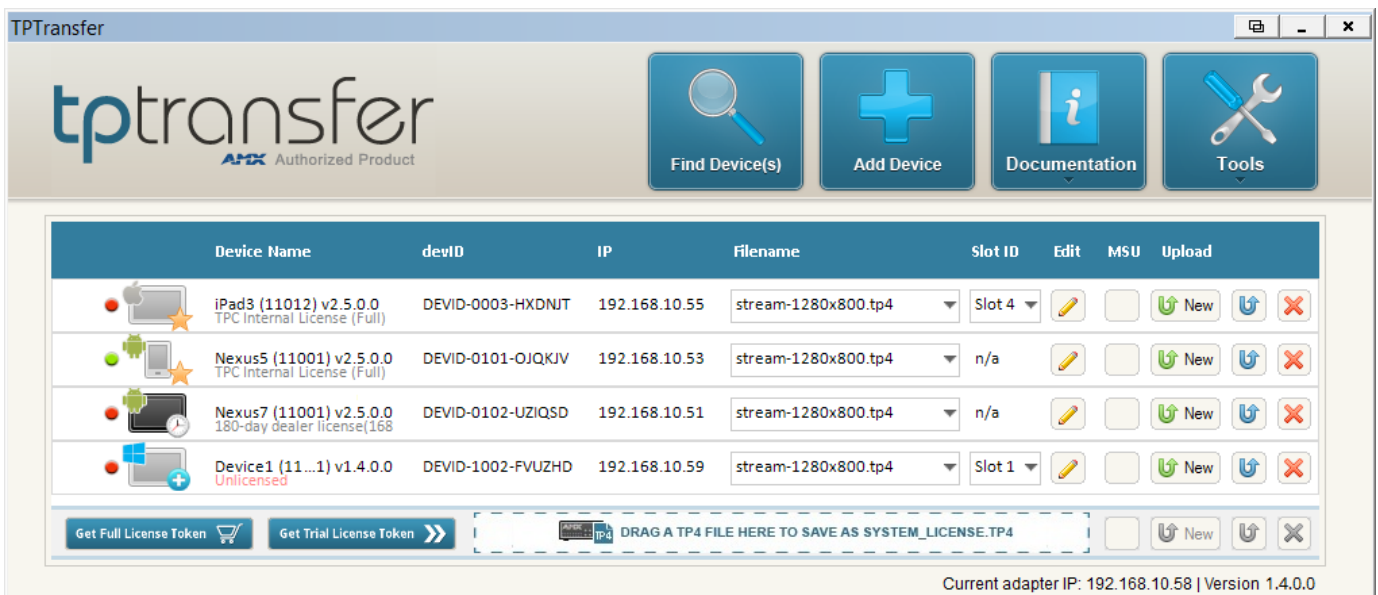 TPTransfer
tptransfer
AMX Authorized Product
Find Device(s)
Add Device
Documentation
Tools
Device Name devID IP Filename Slot ID Edit MSU Upload
iPad3 (11012) v2.5.0.0 DEVID-0003-HXDNJT 192.168.10.55 stream-1280x800.tp4 Slot 4 New
TPC Internal License (Full)
Nexus5 (11001) v2.5.0.0 DEVID-0101-OJQKJV 192.168.10.53 stream-1280x800.tp4 n/a New
TPC Internal License (Full)
Nexus7 (11001) v2.5.0.0 DEVID-0102-UZIQSD 192.168.10.51 stream-1280x800.tp4 n/a New
180-day dealer license(168
Device1 (11...1) v1.4.0.0 DEVID-1002-FVUZHD 192.168.10.59 stream-1280x800.tp4 Slot 1 New
Unlicensed
Get Full License Token Get Trial License Token AMX TP4 DRAG A TP4 FILE HERE TO SAVE AS SYSTEM_LICENSE.TP4 New
Current adapter IP: 192.168.10.58 | Version 1.4.0.0